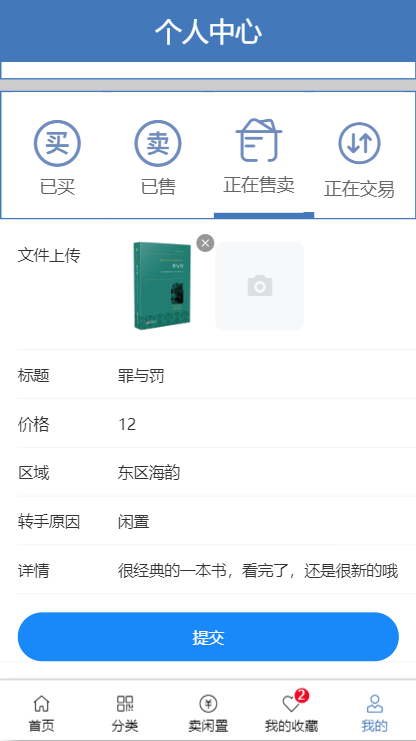 个人中心
买 卖
已买 已售 正在售卖 正在交易
文件上传
标题 罪与罚
价格 12
区域 东区海韵
转手原因 闲置
详情 很经典的一本书，看完了，还是很新的哦
提交
2
首页 分类 卖闲置 我的收藏 我的